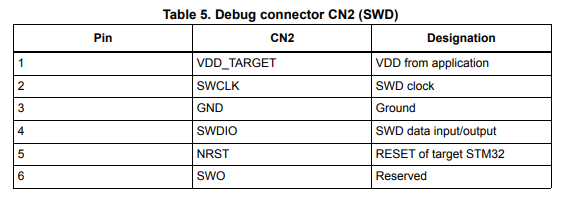 Table 5. Debug connector CN2 (SWD)
Pin CN2 Designation
1 VDD_TARGET VDD from application
2 SWCLK SWD clock
3 GND Ground
4 SWDIO SWD data input/output
5 NRST RESET of target STM32
6 SWO Reserved